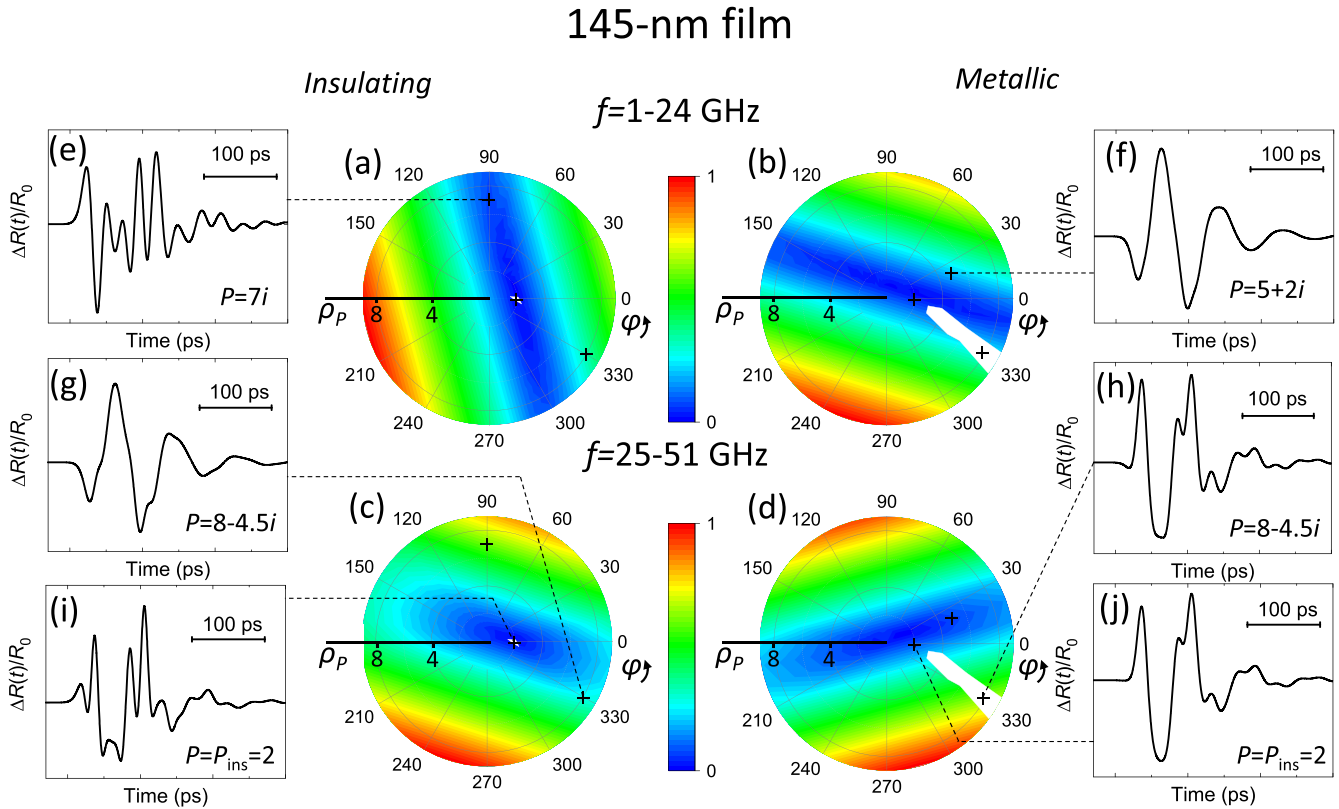 145-nm film
Insulating
Metallic
f=1-24 GHz
(e)
100 ps
ΔR(t)/R0
P=7i
Time (ps)
(a)
90
120
60
150
30
0
ρP
8
4
φ
210
330
240
300
270
1
0
(b)
90
120
60
150
30
0
ρP
8
4
φ
210
330
240
300
270
(f)
100 ps
ΔR(t)/R0
P=5+2i
Time (ps)
f=25-51 GHz
(g)
100 ps
ΔR(t)/R0
P=8-4.5i
Time (ps)
(h)
100 ps
ΔR(t)/R0
P=8-4.5i
Time (ps)
(c)
90
120
60
150
30
0
ρP
8
4
φ
210
330
240
300
270
1
0
(d)
90
120
60
150
30
0
ρP
8
4
φ
210
330
240
300
270
(i)
100 ps
ΔR(t)/R0
P=Pins=2
Time (ps)
(j)
100 ps
ΔR(t)/R0
P=Pins=2
Time (ps)